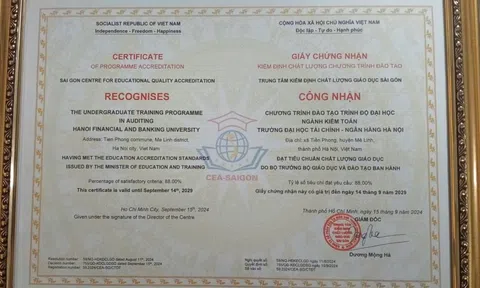 SOCIALIST REPUBLIC OF VIET NAM
Independence - Freedom - Happiness
CERTIFICATE
OF PROGRAMME ACCREDITATION
SAI GON CENTRE FOR EDUCATIONAL QUALITY ACCREDITATION
RECOGNISES
THE UNDERGRADUATE TRAINING PROGRAMME
IN AUDITING
HANOI FINANCIAL AND BANKING UNIVERSITY
Address: Tien Phong commune, Me Linh district,
Ha Noi city, Viet Nam
HAVING MET THE EDUCATION ACCREDITATION STANDARDS
ISSUED BY THE MINISTER OF EDUCATION AND TRAINING
Percentage of satisfactory criteria: 88,00%
This certificate is valid until September 14th, 2029
Ho Chi Minh City, September 15th, 2024
Given under the signature of the Director of the Centre
CỘNG HÒA XÃ HỘI CHỦ NGHĨA VIỆT NAM
Độc lập - Tự do - Hạnh phúc
GIẤY CHỨNG NHẬN
KIỂM ĐỊNH CHẤT LƯỢNG CHƯƠNG TRÌNH ĐÀO TẠO
TRUNG TÂM KIỂM ĐỊNH CHẤT LƯỢNG GIÁO DỤC SÀI GÒN
CÔNG NHẬN
CHƯƠNG TRÌNH ĐÀO TẠO TRÌNH ĐỘ ĐẠI HỌC
NGÀNH KIỂM TOÁN
TRƯỜNG ĐẠI HỌC TÀI CHÍNH - NGÂN HÀNG HÀ NỘI
Địa chỉ: xã Tiền Phong, huyện Mê Linh,
thành phố Hà Nội, Việt Nam
ĐẠT TIÊU CHUẨN CHẤT LƯỢNG GIÁO DỤC
DO BỘ TRƯỞNG BỘ GIÁO DỤC VÀ ĐÀO TẠO BAN HÀNH
Tỷ lệ số tiêu chí đạt yêu cầu: 88,00%
Giấy chứng nhận này có giá trị đến ngày 14 tháng 9 năm 2029
Thành phố Hồ Chí Minh, ngày 15 tháng 9 năm 2024
GIÁM ĐỐC
Dương Mộng Hà
CEA-SAIGON